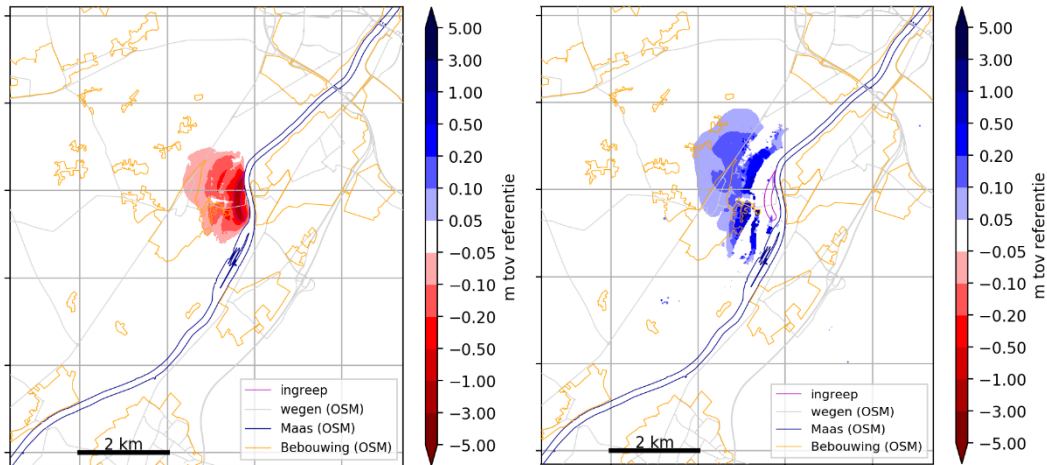 5.00
3.00
1.00
0.50
0.20
0.10
0.05
−0.05
−0.10
−0.20
−0.50
−1.00
−3.00
−5.00
m tov referentie
ingreep
wegen (OSM)
Maas (OSM)
Bebouwing (OSM)
2 km
5.00
3.00
1.00
0.50
0.20
0.10
0.05
−0.05
−0.10
−0.20
−0.50
−1.00
−3.00
−5.00
m tov referentie
ingreep
wegen (OSM)
Maas (OSM)
Bebouwing (OSM)
2 km